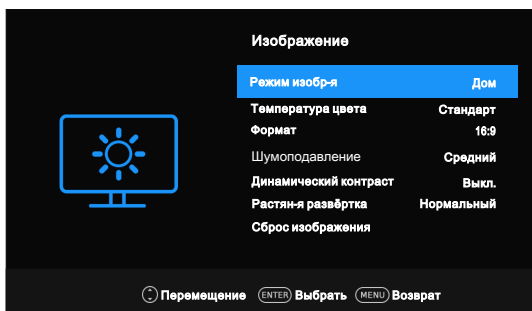 Изображение
Режим изобр-я Дом
Температура цвета Стандарт
Формат 16:9
Шумоподавление Средний
Динамический контраст Выкл.
Растян-я развёртка Нормальный
Сброс изображения
Перемещение ENTER Выбрать MENU Возврат